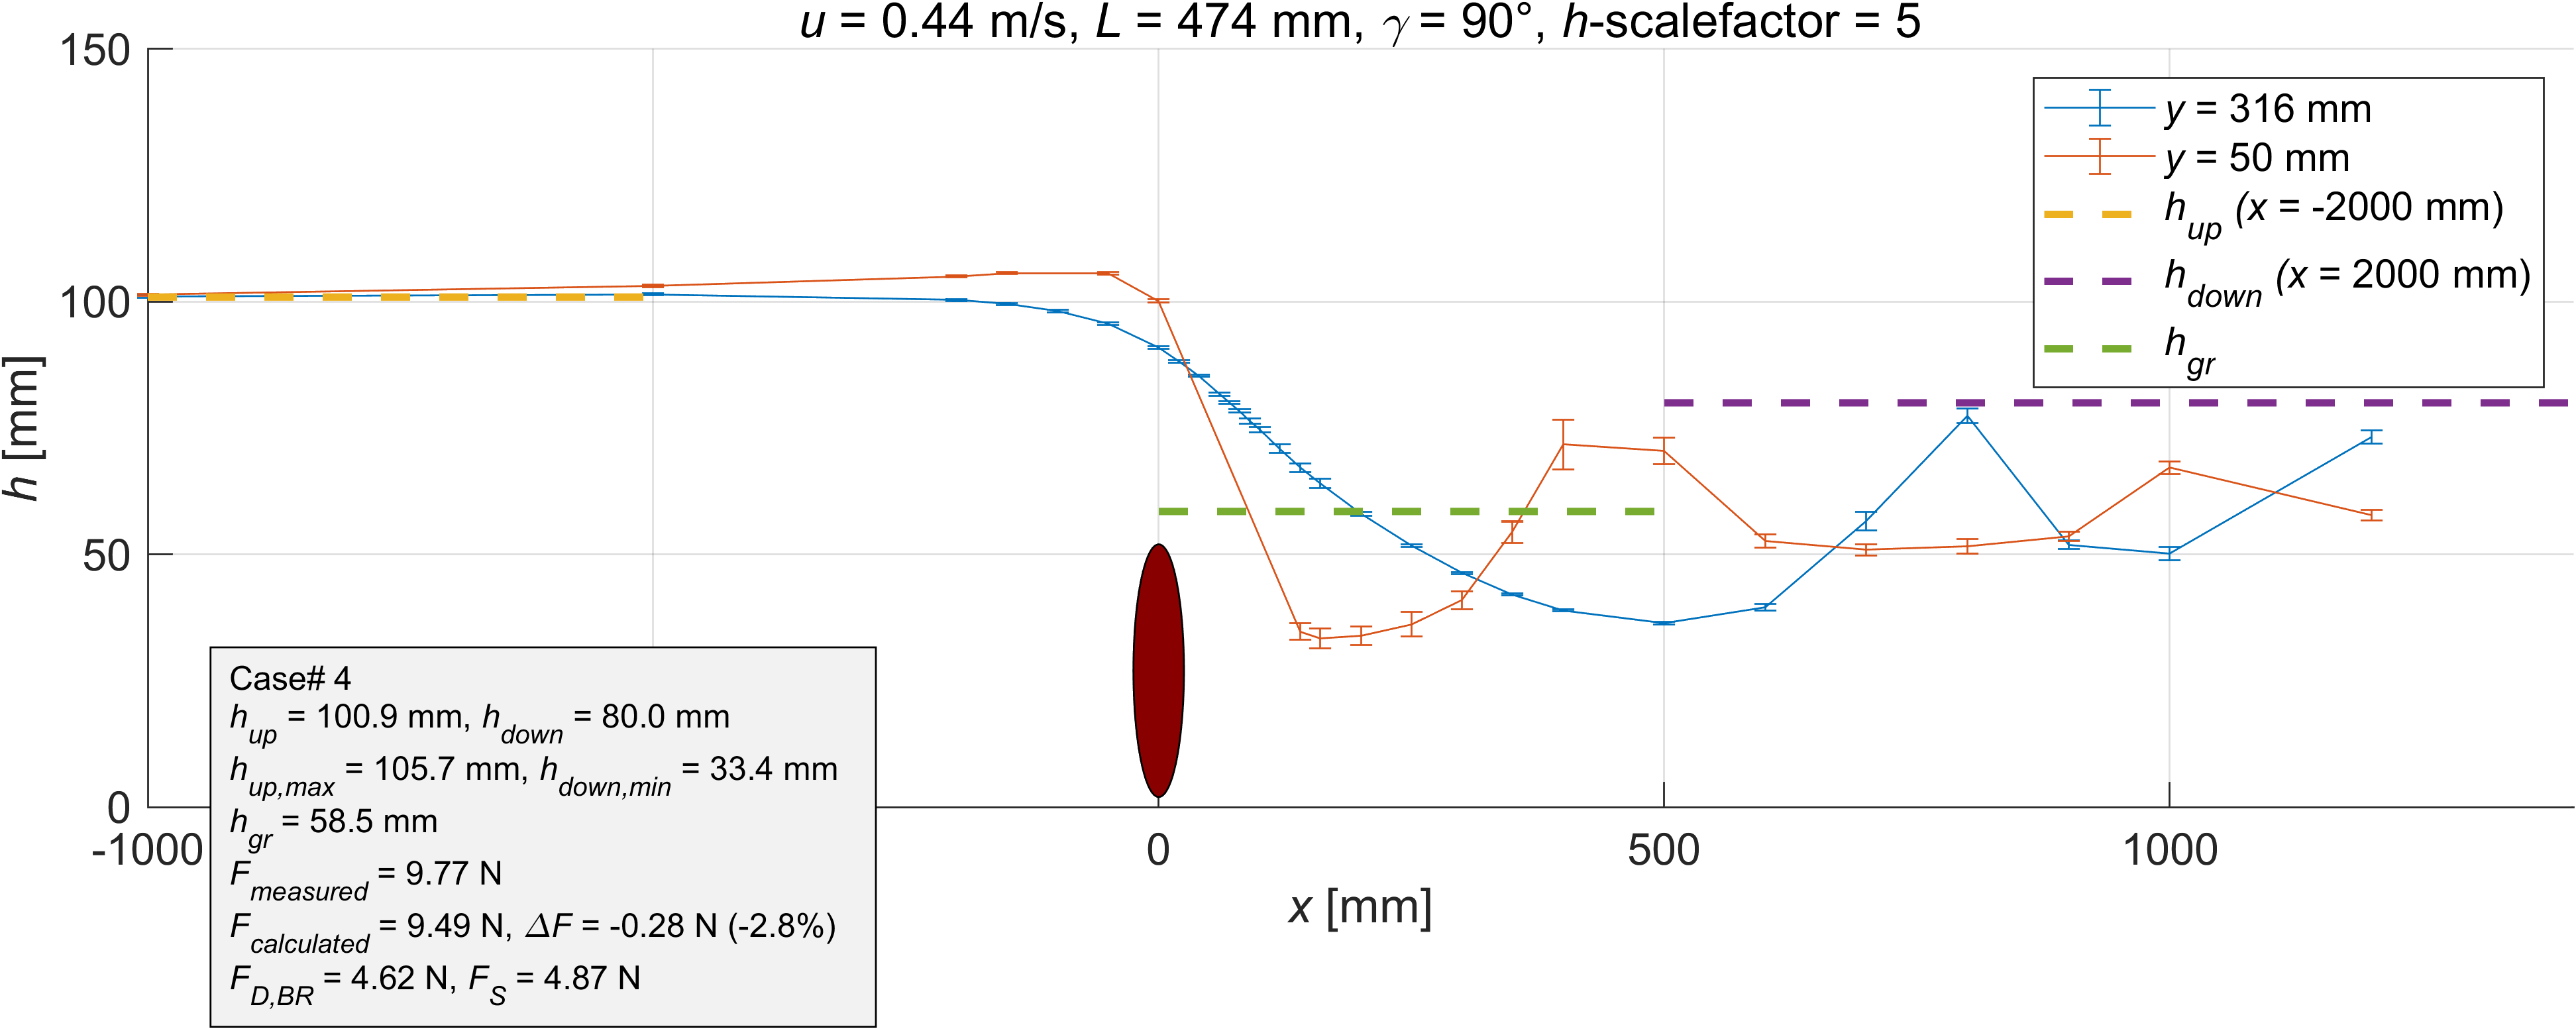 u = 0.44 m/s, L = 474 mm, γ = 90°, h-scalefactor = 5
150
100
50
0
h [mm]
-1000
0
500
1000
x [mm]
y = 316 mm
y = 50 mm
h_up (x = -2000 mm)
h_down (x = 2000 mm)
h_gr
Case# 4
h_up = 100.9 mm, h_down = 80.0 mm
h_up,max = 105.7 mm, h_down,min = 33.4 mm
h_gr = 58.5 mm
F_measured = 9.77 N
F_calculated = 9.49 N, ΔF = -0.28 N (-2.8%)
F_D,BR = 4.62 N, F_S = 4.87 N